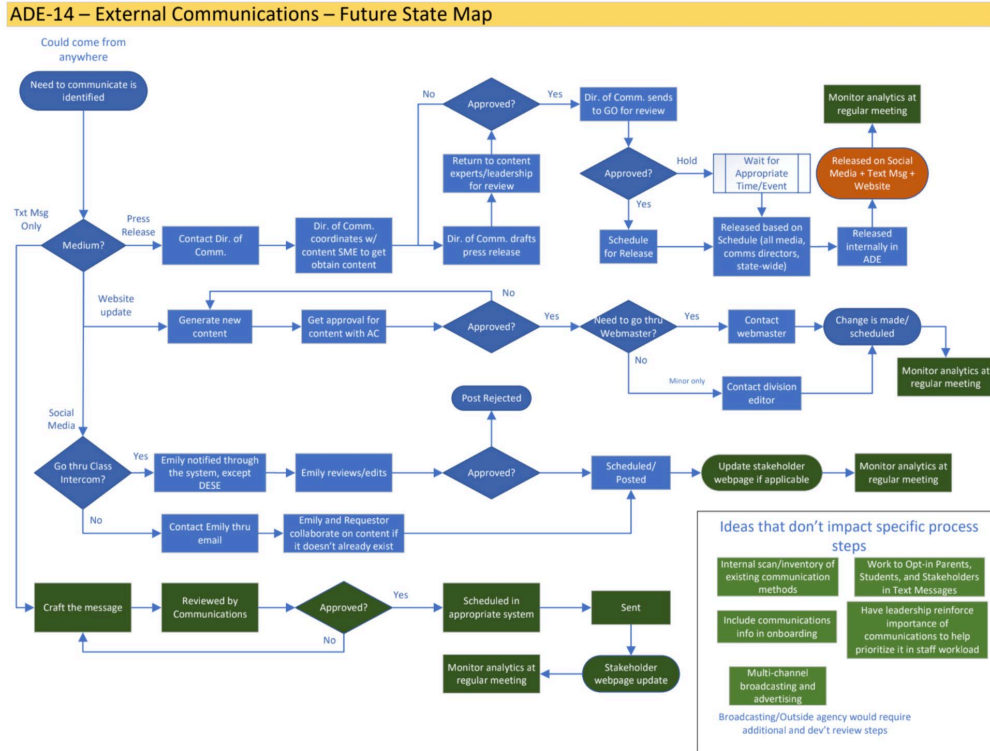 ADE-14 – External Communications – Future State Map
Could come from
anywhere
Need to communicate is
identified
No
Approved?
Yes
Dir. of Comm. sends
to GO for review
Monitor analytics at
regular meeting
Return to content
experts/leadership
for review
Approved?
Hold
Wait for
Appropriate
Time/Event
Released on Social
Media + Text Msg +
Website
Yes
Txt Msg
Only
Medium?
Press
Release
Contact Dir. of
Comm.
Dir. of Comm.
coordinates w/
content SME to get
obtain content
Dir. of Comm. drafts
press release
Schedule
for Release
Released based on
Schedule (all media,
comms directors,
state-wide)
Released
internally in
ADE
Website
update
No
Generate new
content
Get approval for
content with AC
Approved?
Yes
Need to go thru
Webmaster?
Yes
Contact
webmaster
Change is made/
scheduled
No
Minor only
Contact division
editor
Monitor analytics at
regular meeting
Post Rejected
Social
Media
Go thru Class
Intercom?
Yes
Emily notified through
the system, except
DESE
Emily reviews/edits
Approved?
Scheduled/
Posted
Update stakeholder
webpage if applicable
Monitor analytics at
regular meeting
No
Contact Emily thru
email
Emily and Requestor
collaborate on content if
it doesn't already exist
Craft the message
Reviewed by
Communications
Approved?
Yes
Scheduled in
appropriate system
Sent
No
Monitor analytics at
regular meeting
Stakeholder
webpage update
Ideas that don't impact specific process
steps
Internal scan/inventory of
existing communication
methods
Work to Opt-in Parents,
Students, and Stakeholders
in Text Messages
Include communications
info in onboarding
Have leadership reinforce
importance of
communications to help
prioritize it in staff workload
Multi-channel
broadcasting and
advertising
Broadcasting/Outside agency would require
additional and dev't review steps